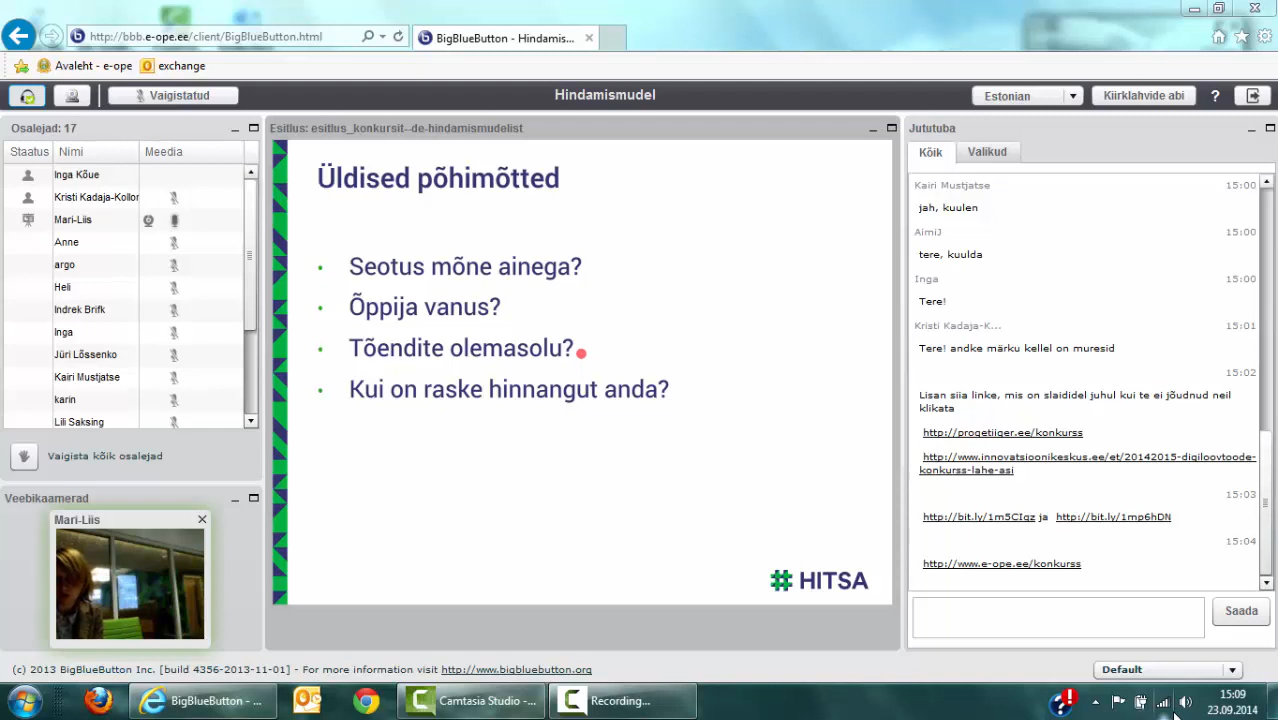 http://bbb.e-ope.ee/client/BigBlueButton.html
BigBlueButton - Hindamis...
Avaleht - e-ope
exchange
Vaigistatud
Hindamismudel
Estonian
Kiirklahvide abi
?
Osalejad: 17
Staatus Nimi Meedia
Inga Kõue
Kristi Kadaja-Kollor
Mari-Liis
Anne
argo
Heli
Indrek Brifk
Inga
Jüri Lõssenko
Kairi Mustjatse
karin
Lili Saksing
Vaigista kõik osalejad
Veebikaamerad
Mari-Liis
Esitlus: esitlus_konkursit--de-hindamismudelist
Üldised põhimõtted
• Seotus mõne ainega?
• Õppija vanus?
• Tõendite olemasolu?
• Kui on raske hinnangut anda?
HITSA
Jututuba
Kõik Valikud
Kairi Mustjatse 15:00
jah, kuulen
AimiJ 15:00
tere, kuulda
Inga 15:00
Tere!
Kristi Kadaja-K... 15:01
Tere! andke märku kellel on muresid
15:02
Lisan siia linke, mis on slaididel juhul kui te ei jõudnud neil
klikata
http://progetiiger.ee/konkurss
http://www.innovatsioonikeskus.ee/et/20142015-digiloovtoode-
konkurss-lahe-asi
15:03
http://bit.ly/1m5CIqz ja http://bit.ly/1mp6hDN
15:04
http://www.e-ope.ee/konkurss
Saada
(c) 2013 BigBlueButton Inc. [build 4356-2013-11-01] - For more information visit http://www.bigbluebutton.org
Default
BigBlueButton - ...
Camtasia Studio -...
Recording...
15:09
23.09.2014